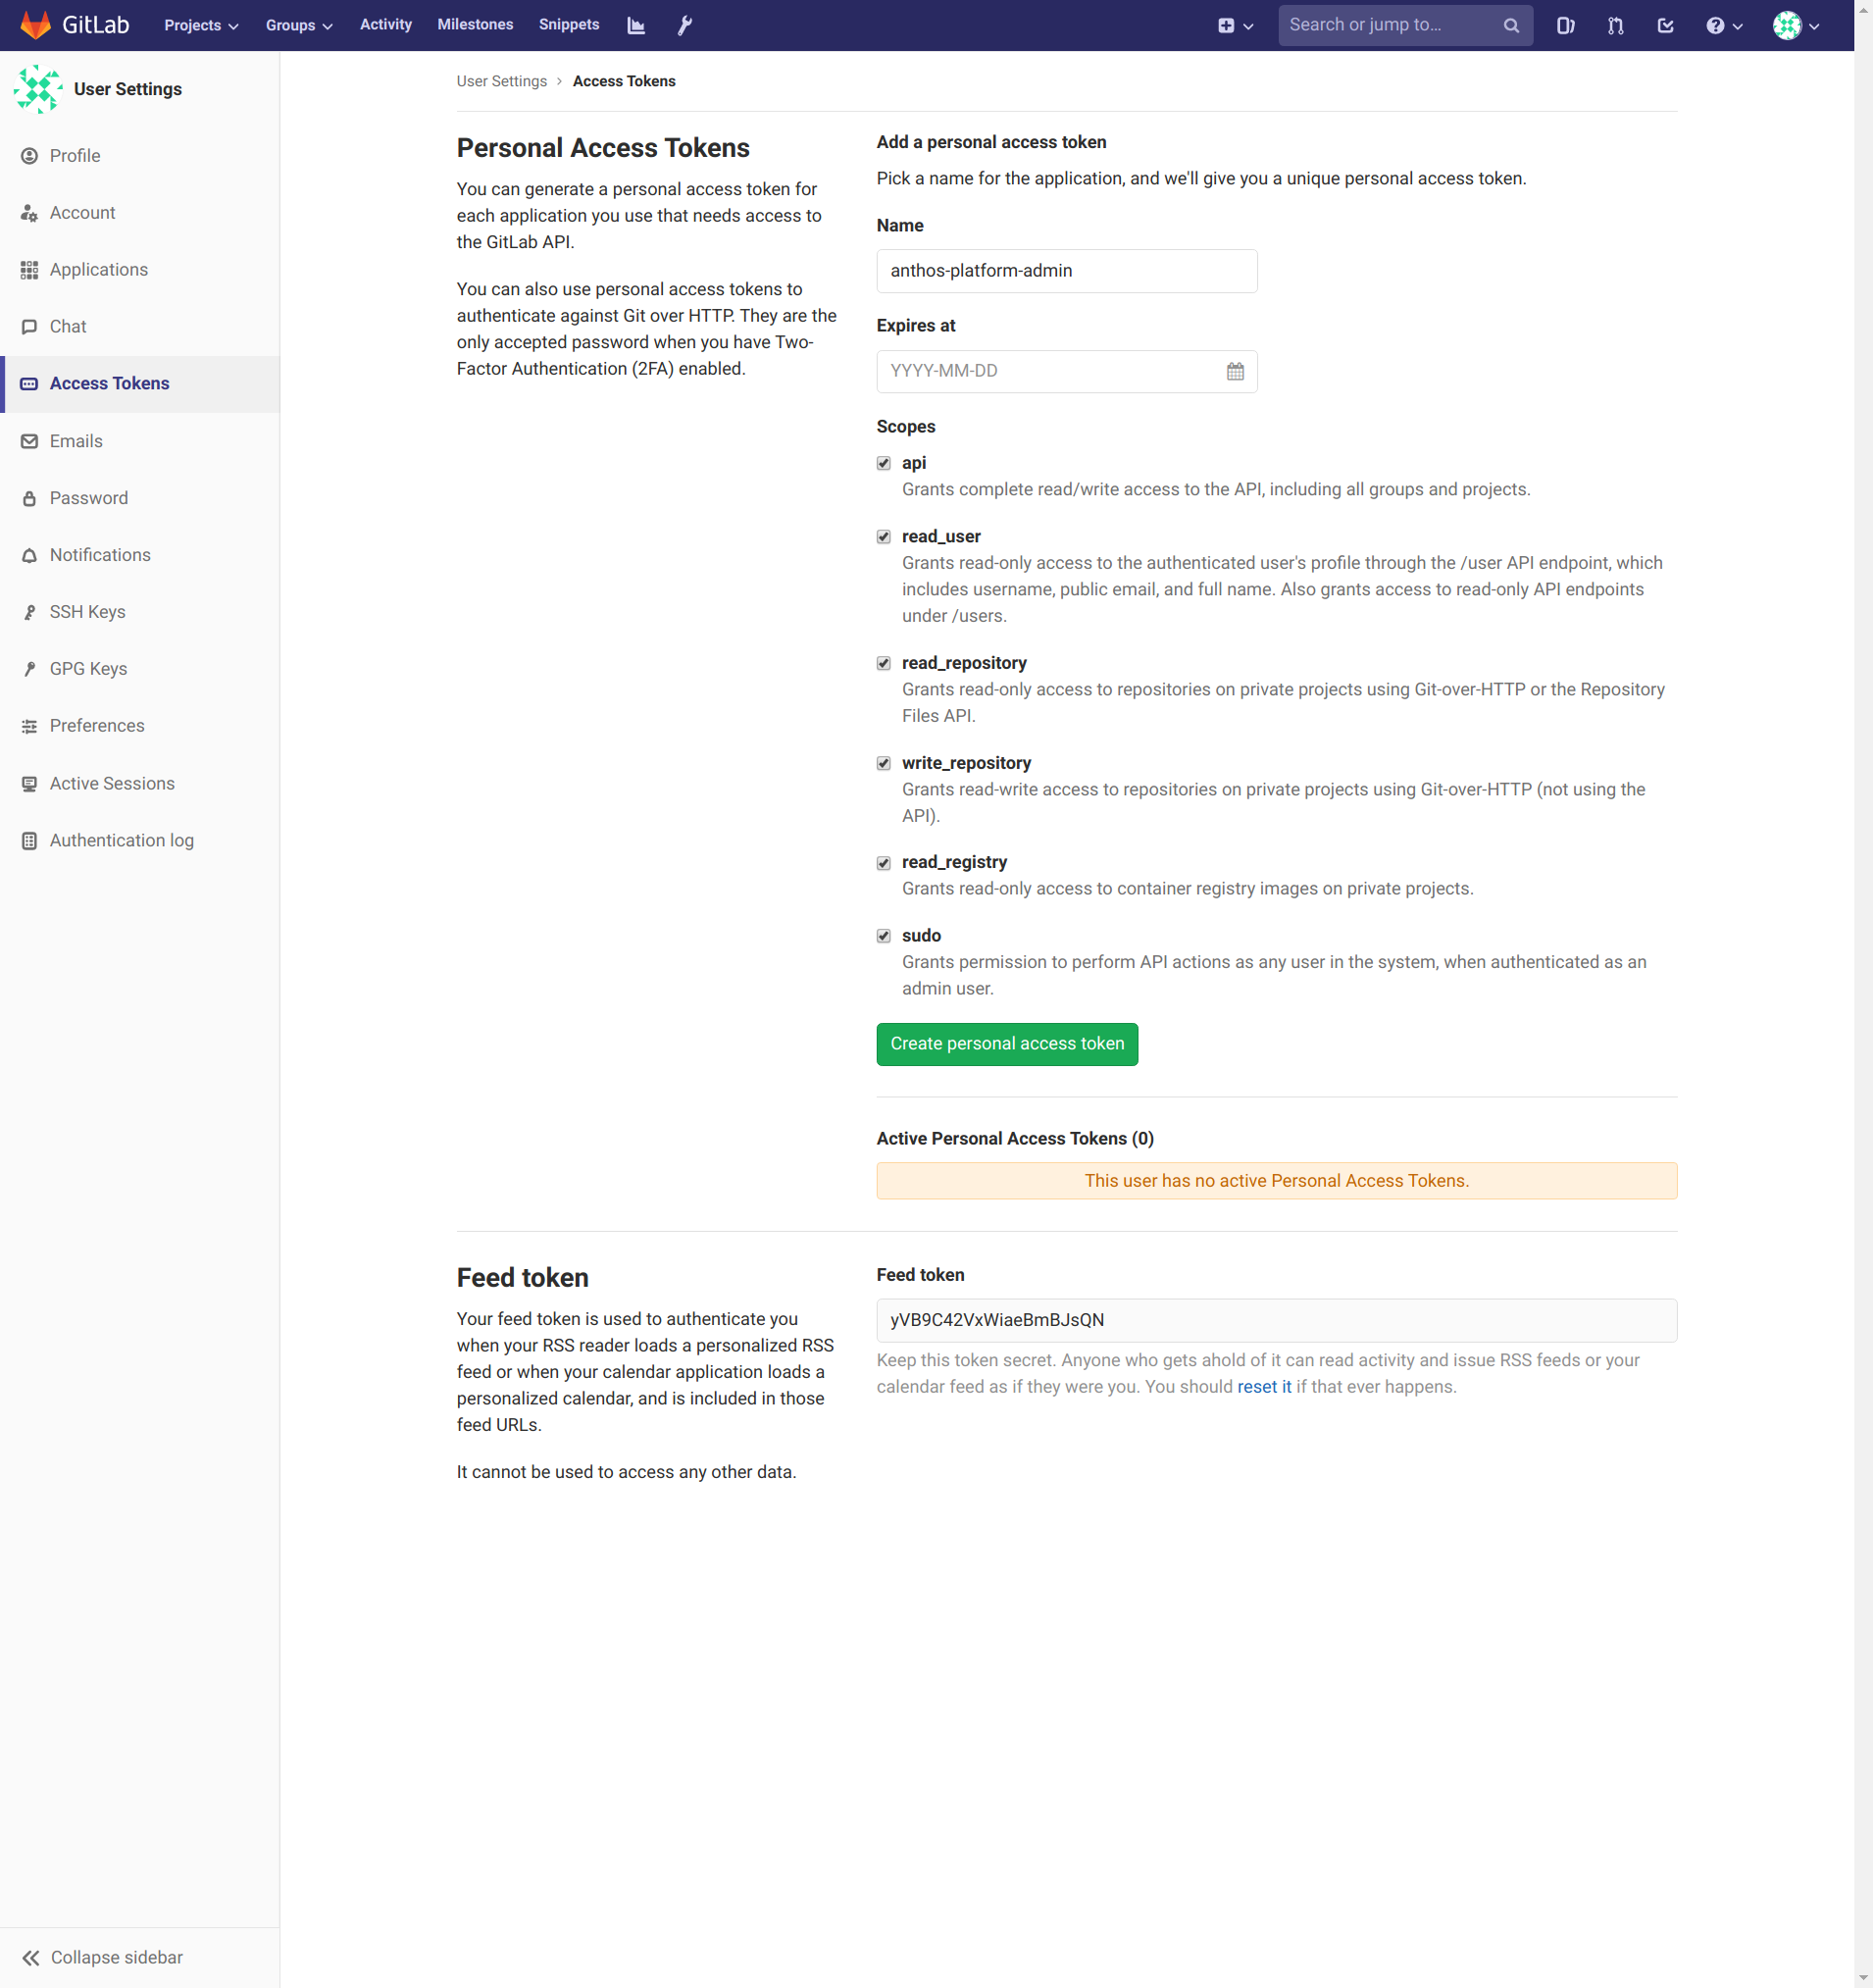 GitLab Projects Groups Activity Milestones Snippets Search or jump to...
User Settings
Profile
Account
Applications
Chat
Access Tokens
Emails
Password
Notifications
SSH Keys
GPG Keys
Preferences
Active Sessions
Authentication log
Collapse sidebar
User Settings > Access Tokens
Personal Access Tokens
You can generate a personal access token for
each application you use that needs access to
the GitLab API.
You can also use personal access tokens to
authenticate against Git over HTTP. They are the
only accepted password when you have Two-
Factor Authentication (2FA) enabled.
Add a personal access token
Pick a name for the application, and we'll give you a unique personal access token.
Name
anthos-platform-admin
Expires at
YYYY-MM-DD
Scopes
api
Grants complete read/write access to the API, including all groups and projects.
read_user
Grants read-only access to the authenticated user's profile through the /user API endpoint, which
includes username, public email, and full name. Also grants access to read-only API endpoints
under /users.
read_repository
Grants read-only access to repositories on private projects using Git-over-HTTP or the Repository
Files API.
write_repository
Grants read-write access to repositories on private projects using Git-over-HTTP (not using the
API).
read_registry
Grants read-only access to container registry images on private projects.
sudo
Grants permission to perform API actions as any user in the system, when authenticated as an
admin user.
Create personal access token
Active Personal Access Tokens (0)
This user has no active Personal Access Tokens.
Feed token
Your feed token is used to authenticate you
when your RSS reader loads a personalized RSS
feed or when your calendar application loads a
personalized calendar, and is included in those
feed URLs.
It cannot be used to access any other data.
Feed token
yVB9C42VxWiaeBmBJsQN
Keep this token secret. Anyone who gets ahold of it can read activity and issue RSS feeds or your
calendar feed as if they were you. You should reset it if that ever happens.